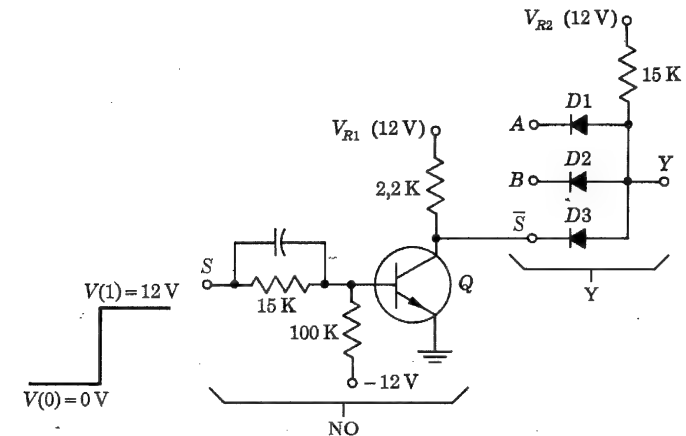 V_R2 (12 V)
15 K
D1
A
V_R1 (12 V)
D2
Y
B
2,2 K
D3
S̅
S
Q
Y
15 K
V(1) = 12 V
100 K
−12 V
V(0) = 0 V
NO